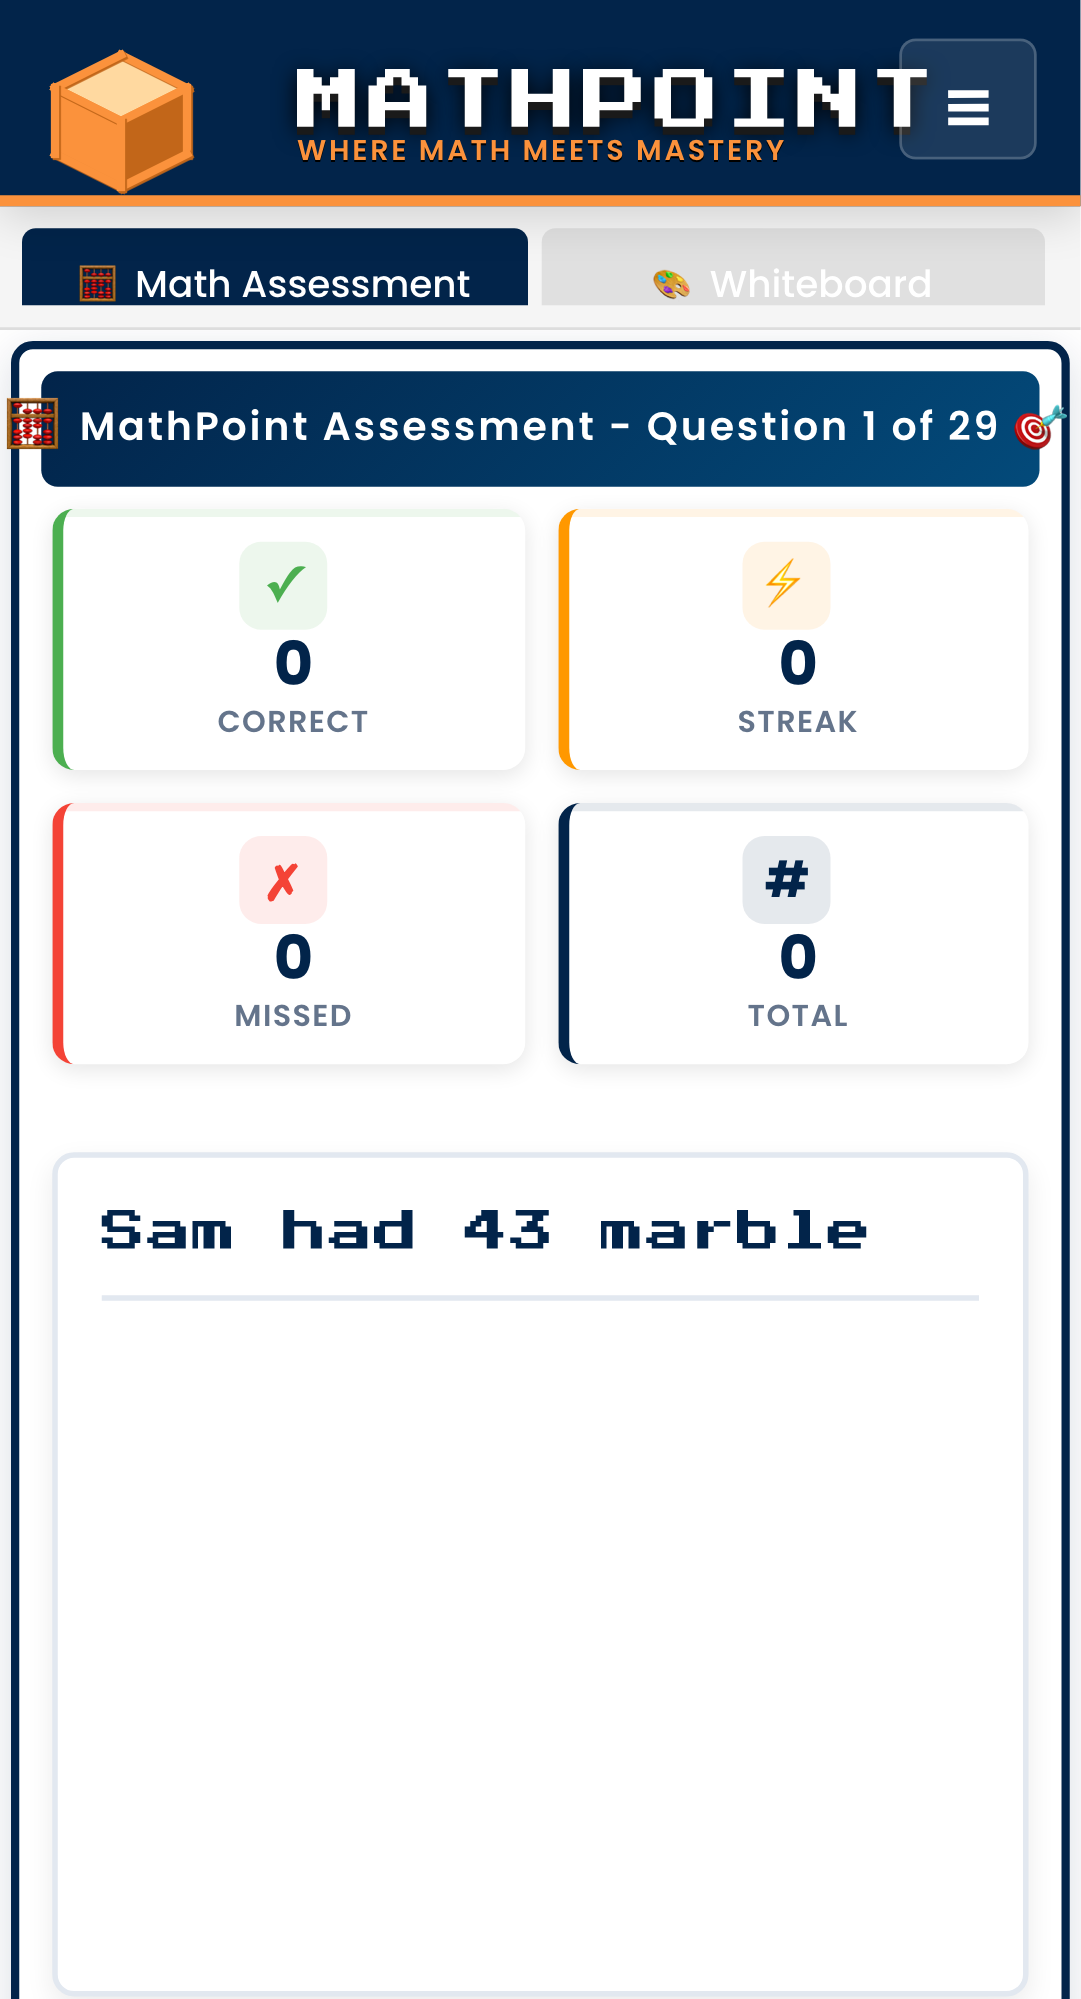 MATHPOINT
WHERE MATH MEETS MASTERY
Math Assessment
Whiteboard
MathPoint Assessment - Question 1 of 29
0
CORRECT
0
STREAK
0
MISSED
#
0
TOTAL
Sam had 43 marble